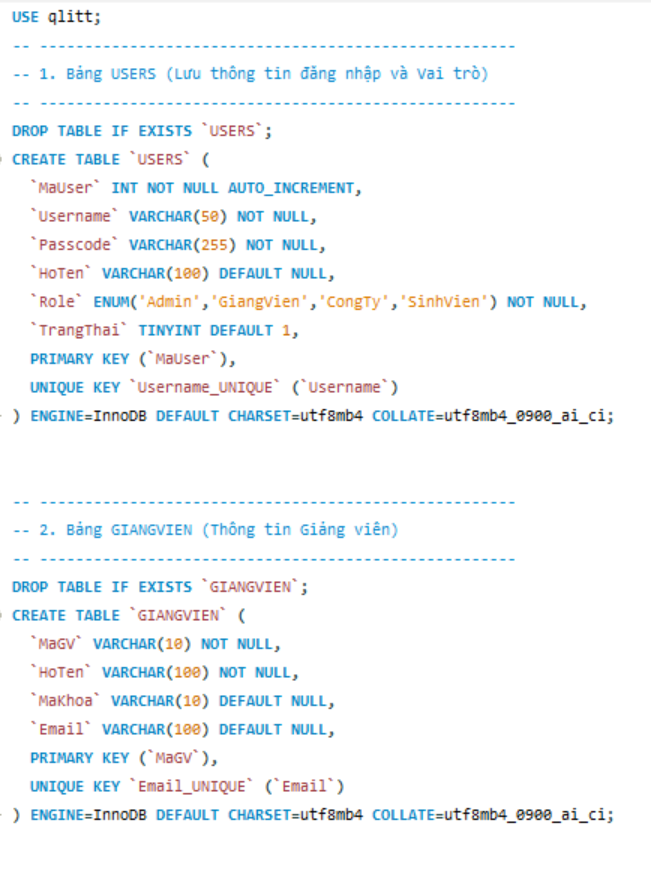 USE qlitt;
-- -----------------------------------------------------
-- 1. Bảng USERS (Lưu thông tin đăng nhập và Vai trò)
-- -----------------------------------------------------
DROP TABLE IF EXISTS `USERS`;
CREATE TABLE `USERS` (
`MaUser` INT NOT NULL AUTO_INCREMENT,
`Username` VARCHAR(50) NOT NULL,
`Passcode` VARCHAR(255) NOT NULL,
`HoTen` VARCHAR(100) DEFAULT NULL,
`Role` ENUM('Admin','GiangVien','CongTy','SinhVien') NOT NULL,
`TrangThai` TINYINT DEFAULT 1,
PRIMARY KEY (`MaUser`),
UNIQUE KEY `Username_UNIQUE` (`Username`)
) ENGINE=InnoDB DEFAULT CHARSET=utf8mb4 COLLATE=utf8mb4_0900_ai_ci;
-- -----------------------------------------------------
-- 2. Bảng GIANGVIEN (Thông tin Giảng viên)
-- -----------------------------------------------------
DROP TABLE IF EXISTS `GIANGVIEN`;
CREATE TABLE `GIANGVIEN` (
`MaGV` VARCHAR(10) NOT NULL,
`HoTen` VARCHAR(100) NOT NULL,
`MaKhoa` VARCHAR(10) DEFAULT NULL,
`Email` VARCHAR(100) DEFAULT NULL,
PRIMARY KEY (`MaGV`),
UNIQUE KEY `Email_UNIQUE` (`Email`)
) ENGINE=InnoDB DEFAULT CHARSET=utf8mb4 COLLATE=utf8mb4_0900_ai_ci;